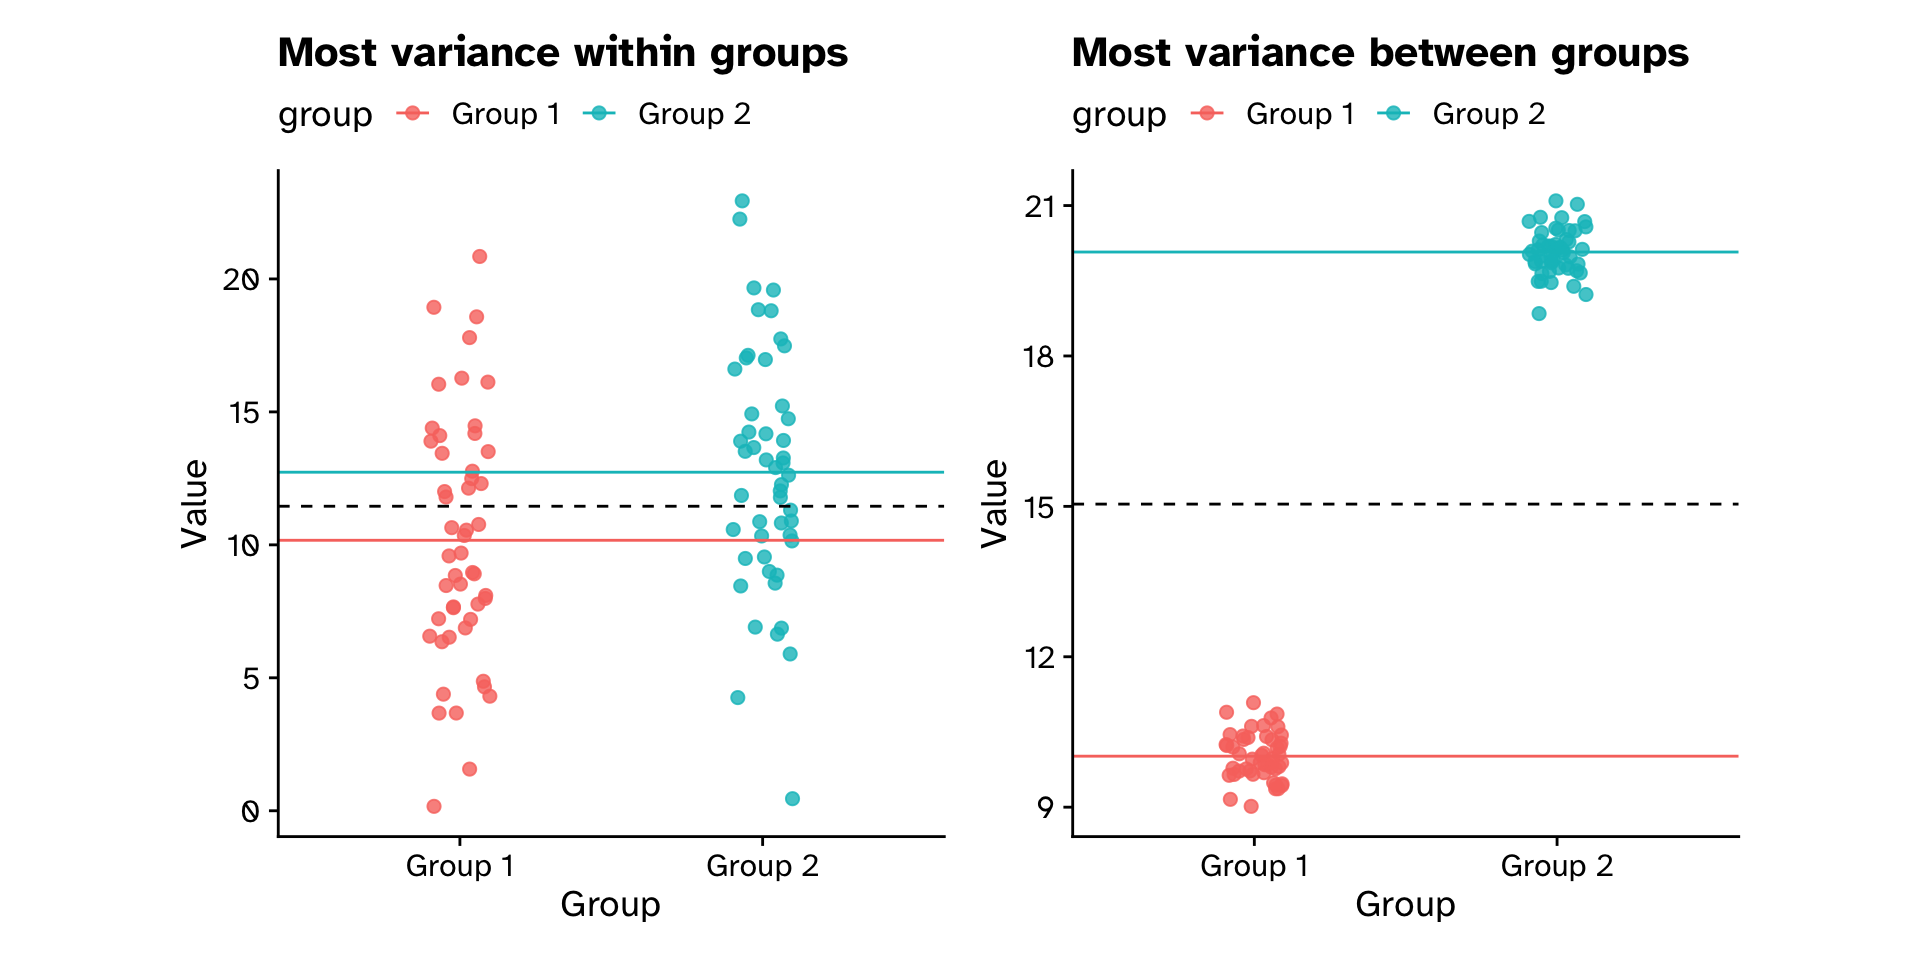 Most variance within groups
group Group 1 Group 2
20
15
10
5
0
Value
Group 1 Group 2
Group
Most variance between groups
group Group 1 Group 2
21
18
15
12
9
Value
Group 1 Group 2
Group